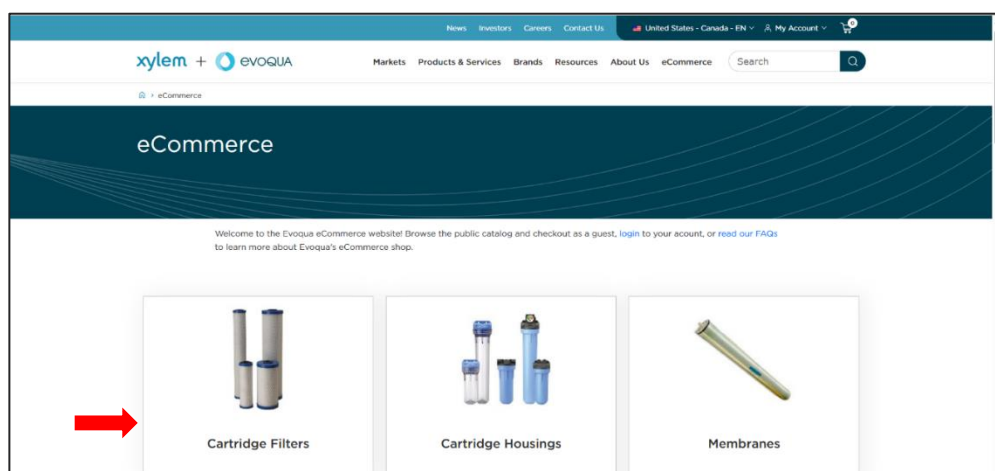 News Investors Careers Contact Us United States - Canada - EN My Account 0
xylem + evoqua Markets Products & Services Brands Resources About Us eCommerce Search
> eCommerce
eCommerce
Welcome to the Evoqua eCommerce website! Browse the public catalog and checkout as a guest, login to your acount, or read our FAQs
to learn more about Evoqua's eCommerce shop.
Cartridge Filters Cartridge Housings Membranes